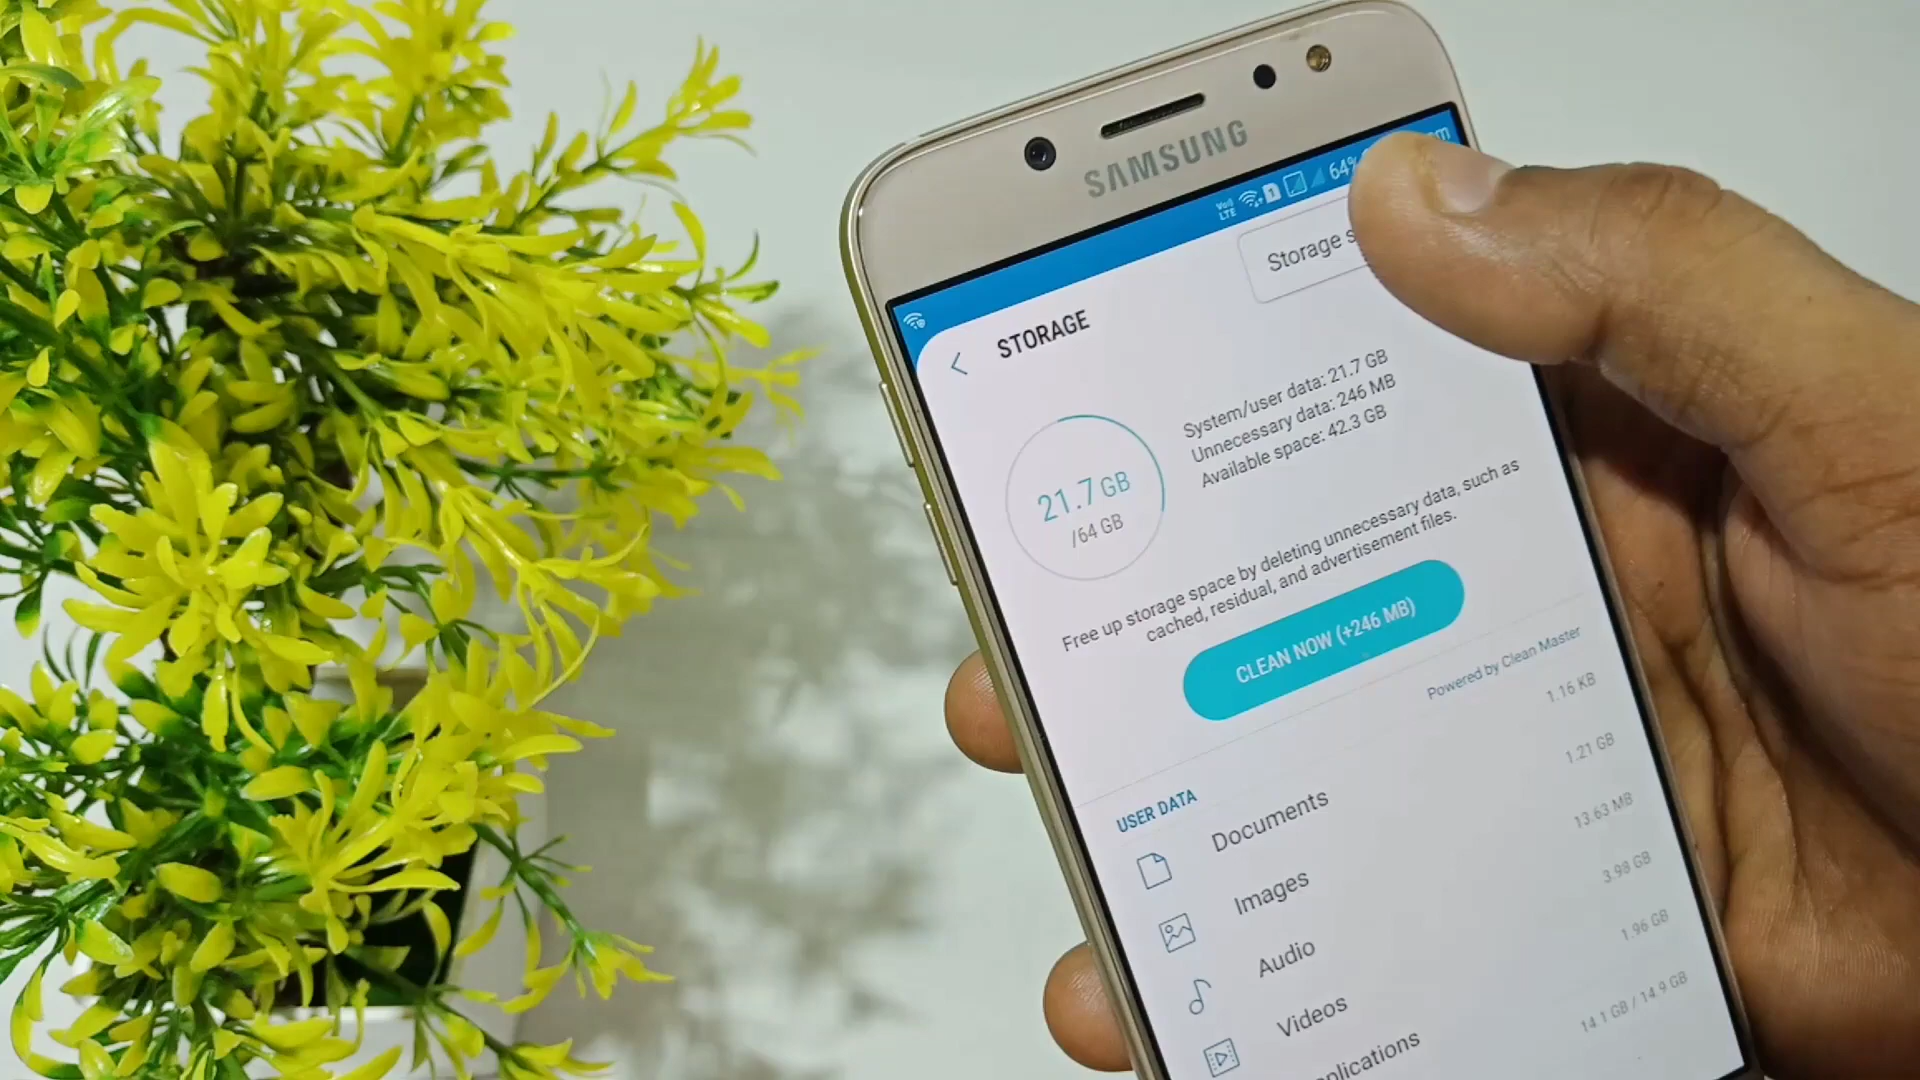 SAMSUNG
VoLTE 1 64%
Storage
STORAGE
21.7 GB
/64 GB
System/user data: 21.7 GB
Unnecessary data: 246 MB
Available space: 42.3 GB
Free up storage space by deleting unnecessary data, such as
cached, residual, and advertisement files.
CLEAN NOW (+246 MB)
Powered by Clean Master
USER DATA
Documents 1.16 KB
Images 1.21 GB
Audio 13.63 MB
Videos 3.98 GB
plications 1.96 GB
14.1 GB / 14.9 GB